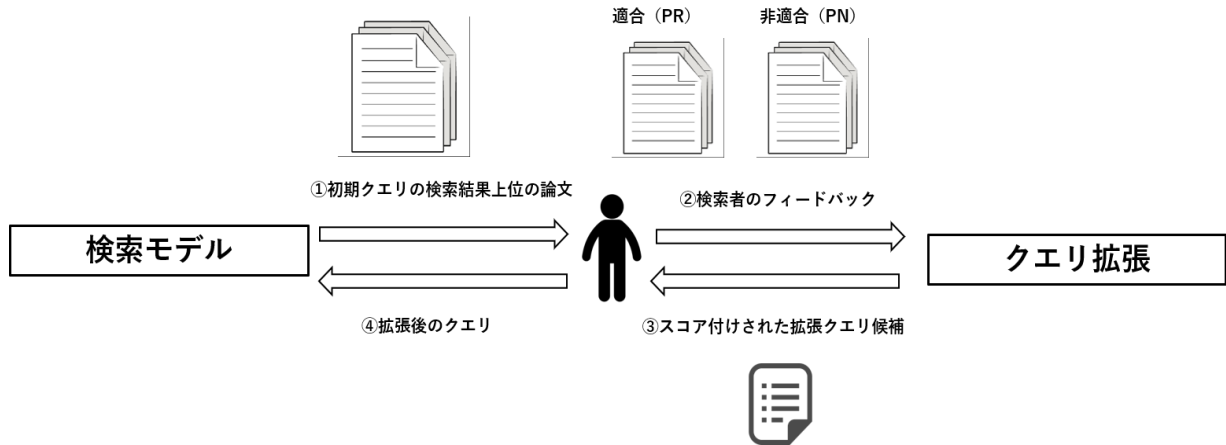 適合（PR）
非適合（PN）
①初期クエリの検索結果上位の論文
②検索者のフィードバック
検索モデル
クエリ拡張
④拡張後のクエリ
③スコア付けされた拡張クエリ候補